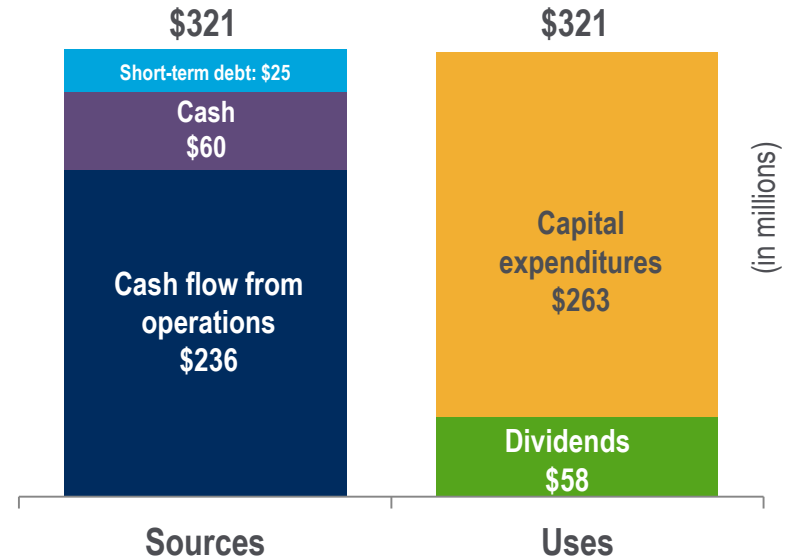 $321
Short-term debt: $25
Cash
$60
Cash flow from
operations
$236
Sources
$321
Capital
expenditures
$263
Dividends
$58
Uses
(in millions)